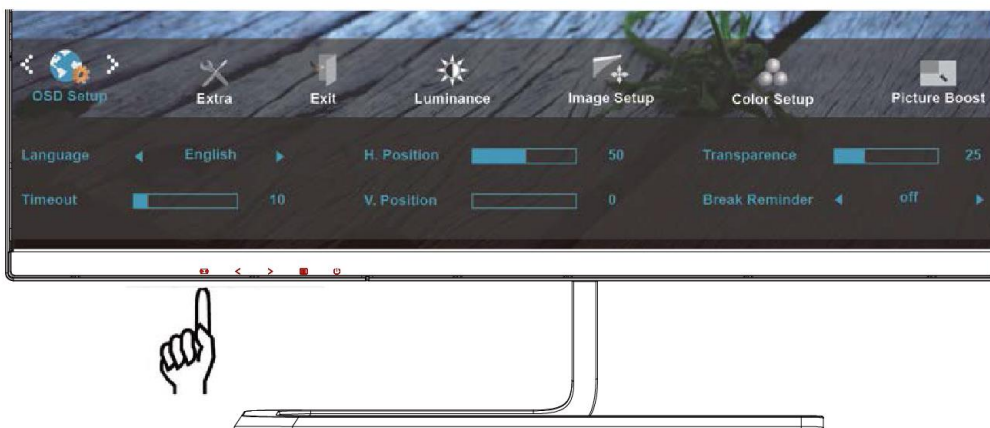 OSD Setup Extra Exit Luminance Image Setup Color Setup Picture Boost
Language English H. Position 50 Transparence 25
Timeout 10 V. Position 0 Break Reminder off